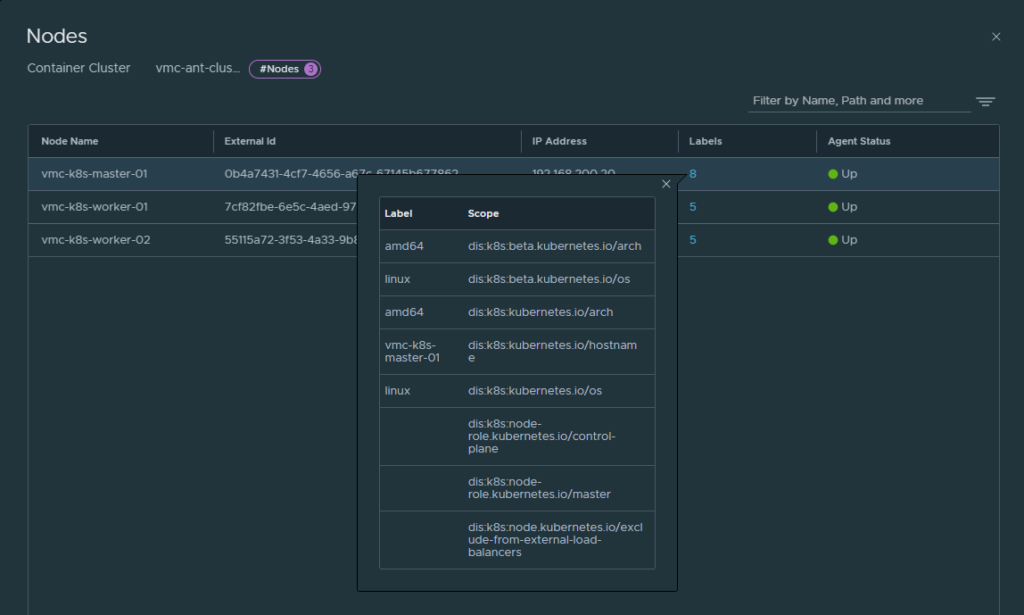 Nodes
Container Cluster vmc-ant-clus... #Nodes 3
Filter by Name, Path and more
Node Name External Id IP Address Labels Agent Status
vmc-k8s-master-01 0b4a7431-4cf7-4656-a67c-67145b677862 192.168.200.20 8 Up
vmc-k8s-worker-01 7cf82fbe-6e5c-4aed-97 5 Up
vmc-k8s-worker-02 55115a72-3f53-4a33-9b8 5 Up
Label Scope
amd64 dis:k8s:beta.kubernetes.io/arch
linux dis:k8s:beta.kubernetes.io/os
amd64 dis:k8s:kubernetes.io/arch
vmc-k8s- dis:k8s:kubernetes.io/hostnam
master-01 e
linux dis:k8s:kubernetes.io/os
dis:k8s:node-
role.kubernetes.io/control-
plane
dis:k8s:node-
role.kubernetes.io/master
dis:k8s:node.kubernetes.io/excl
ude-from-external-load-
balancers